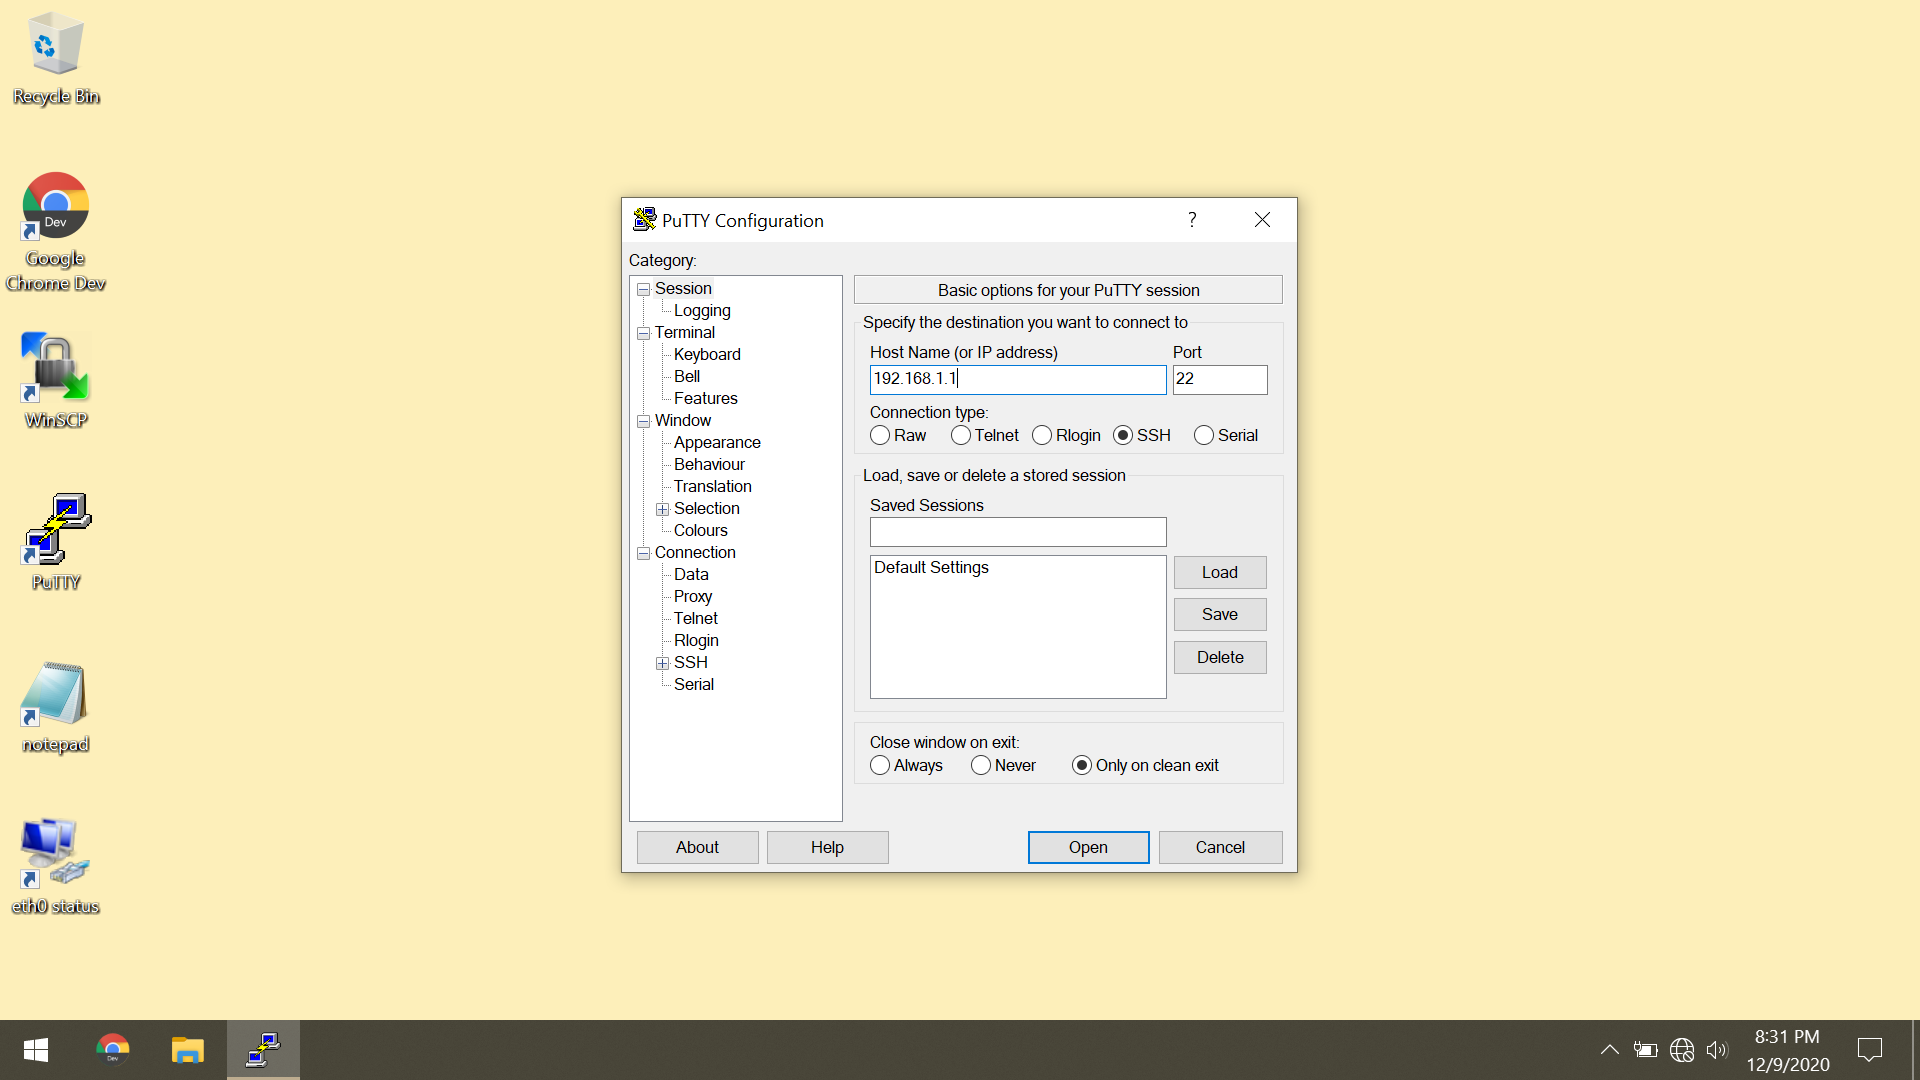 Recycle Bin
Dev
Google
Chrome Dev
WinSCP
PuTTY
notepad
eth0 status
PuTTY Configuration
?
Category:
Session
Logging
Terminal
Keyboard
Bell
Features
Window
Appearance
Behaviour
Translation
Selection
Colours
Connection
Data
Proxy
Telnet
Rlogin
SSH
Serial
Basic options for your PuTTY session
Specify the destination you want to connect to
Host Name (or IP address) Port
192.168.1.1 22
Connection type:
Raw Telnet Rlogin SSH Serial
Load, save or delete a stored session
Saved Sessions
Default Settings
Load
Save
Delete
Close window on exit:
Always Never Only on clean exit
About Help Open Cancel
Dev
8:31 PM
12/9/2020